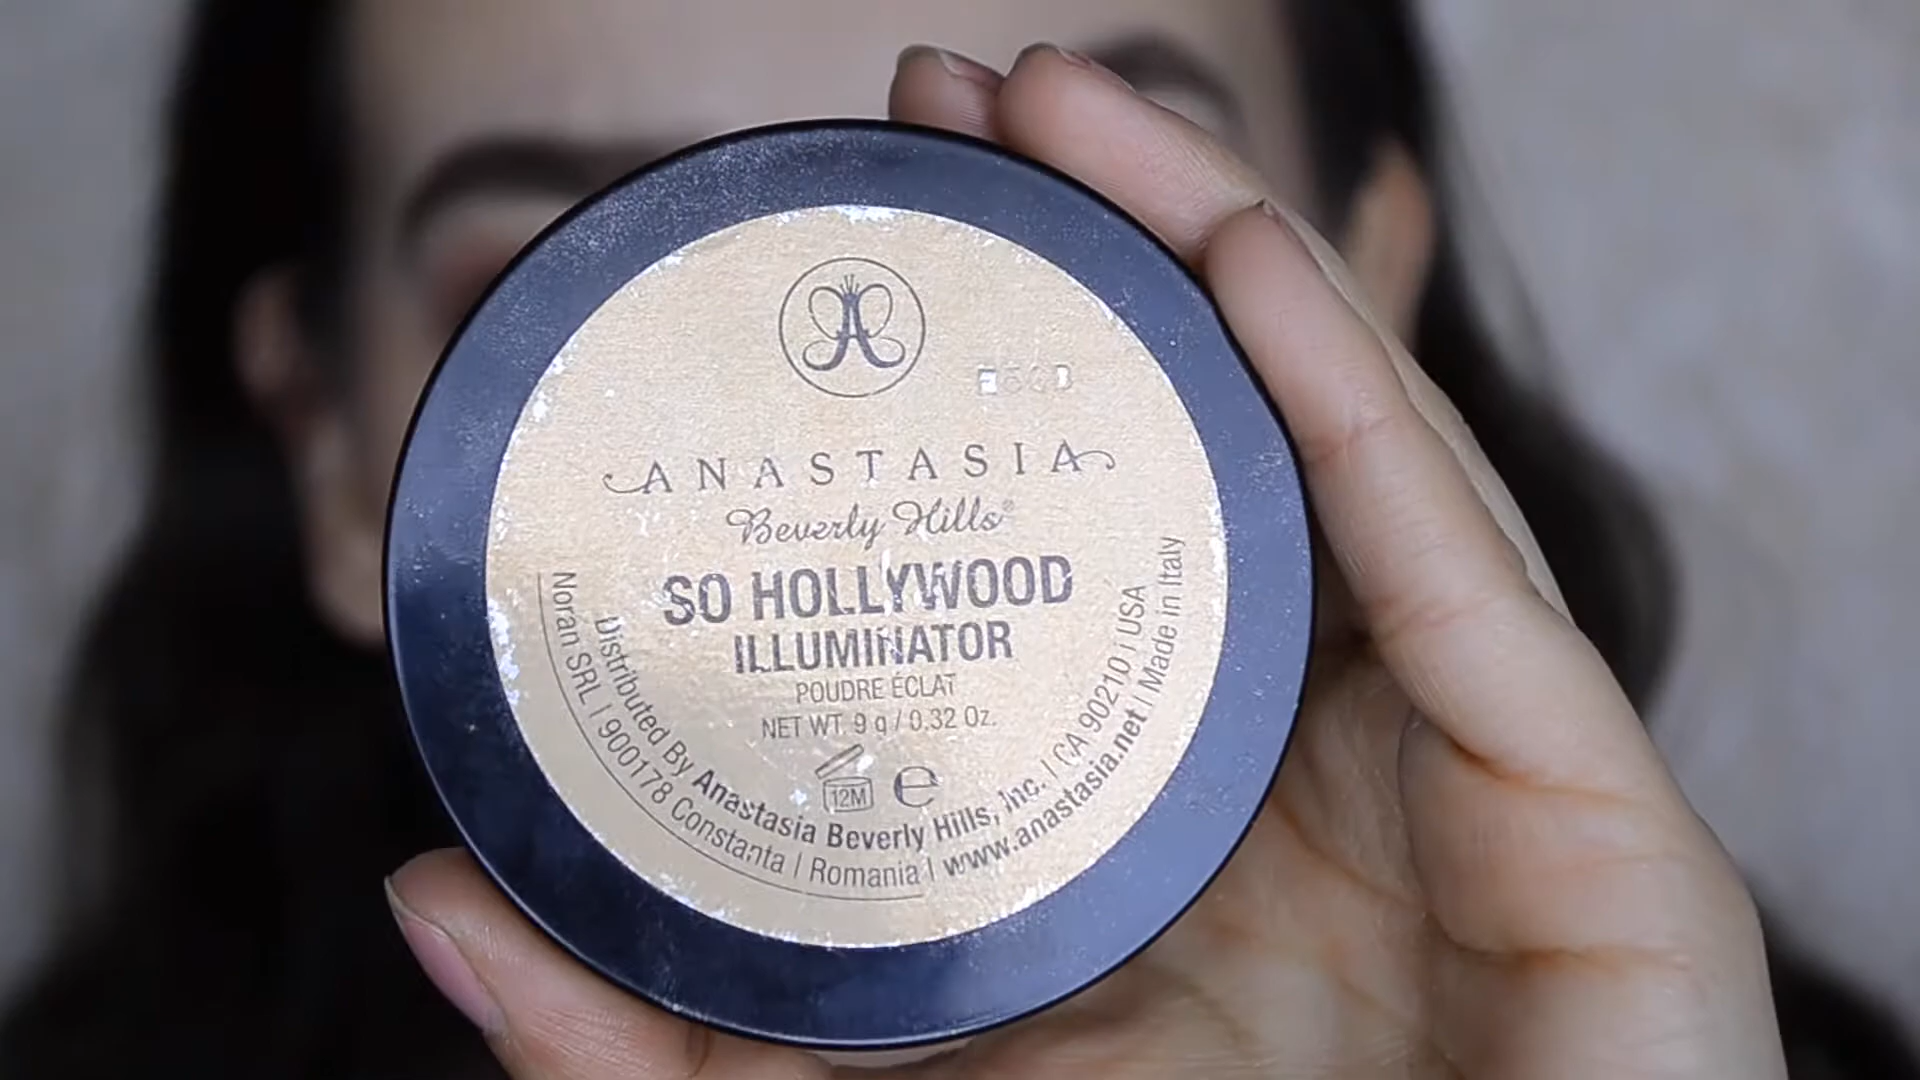 ANASTASIA
Beverly Hills®
SO HOLLYWOOD
ILLUMINATOR
POUDRE ÉCLAT
NET WT. 9 g / 0.32 Oz.
12M e
Distributed By Anastasia Beverly Hills, Inc. | CA 90210 | USA
Noran SRL | 900178 Constanta | Romania | www.anastasia.net | Made in Italy